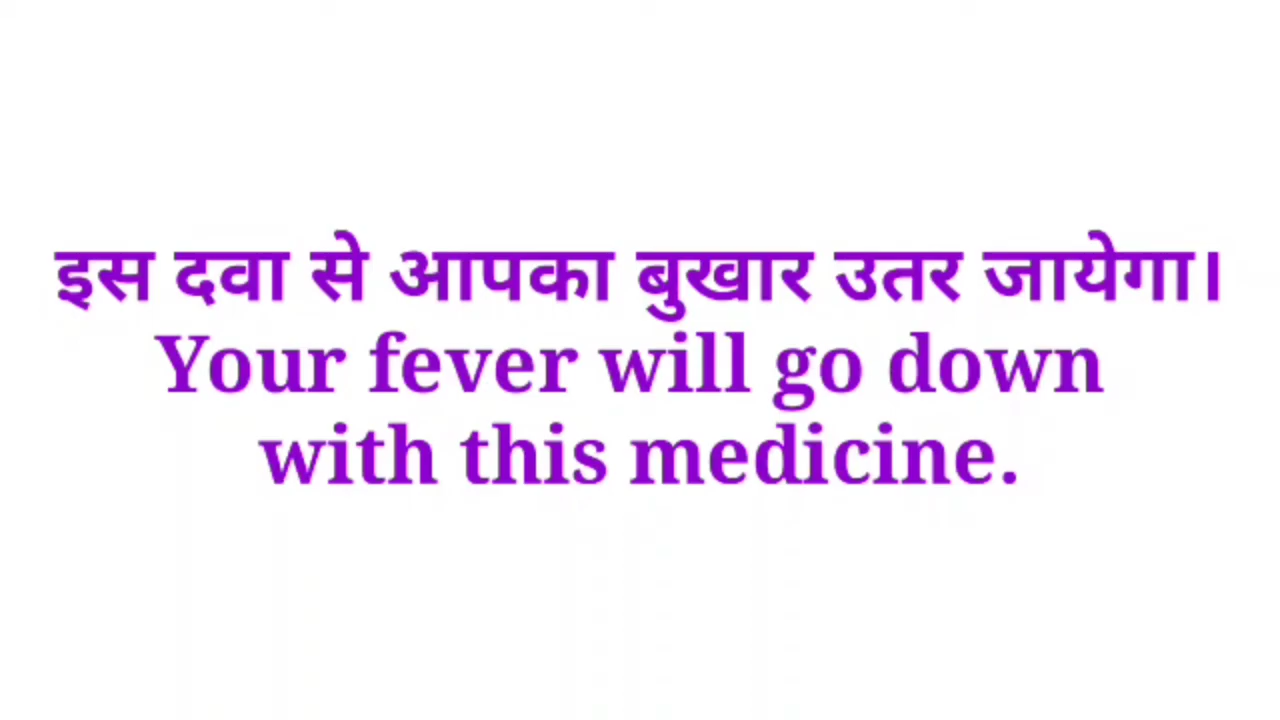 इस दवा से आपका बुखार उतर जायेगा।
Your fever will go down
with this medicine.